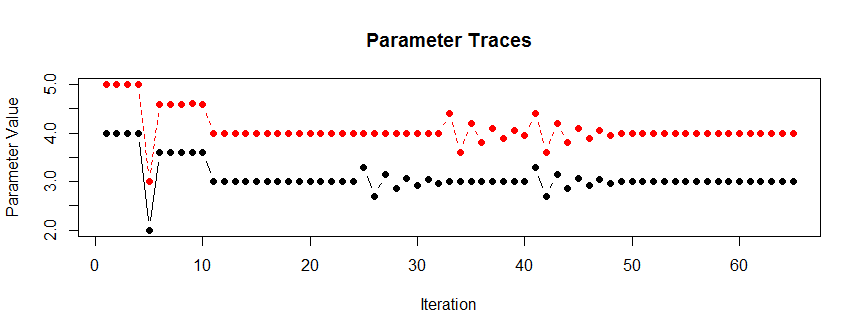 Parameter Traces
Parameter Value
5.0
4.0
3.0
2.0
0 10 20 30 40 50 60
Iteration